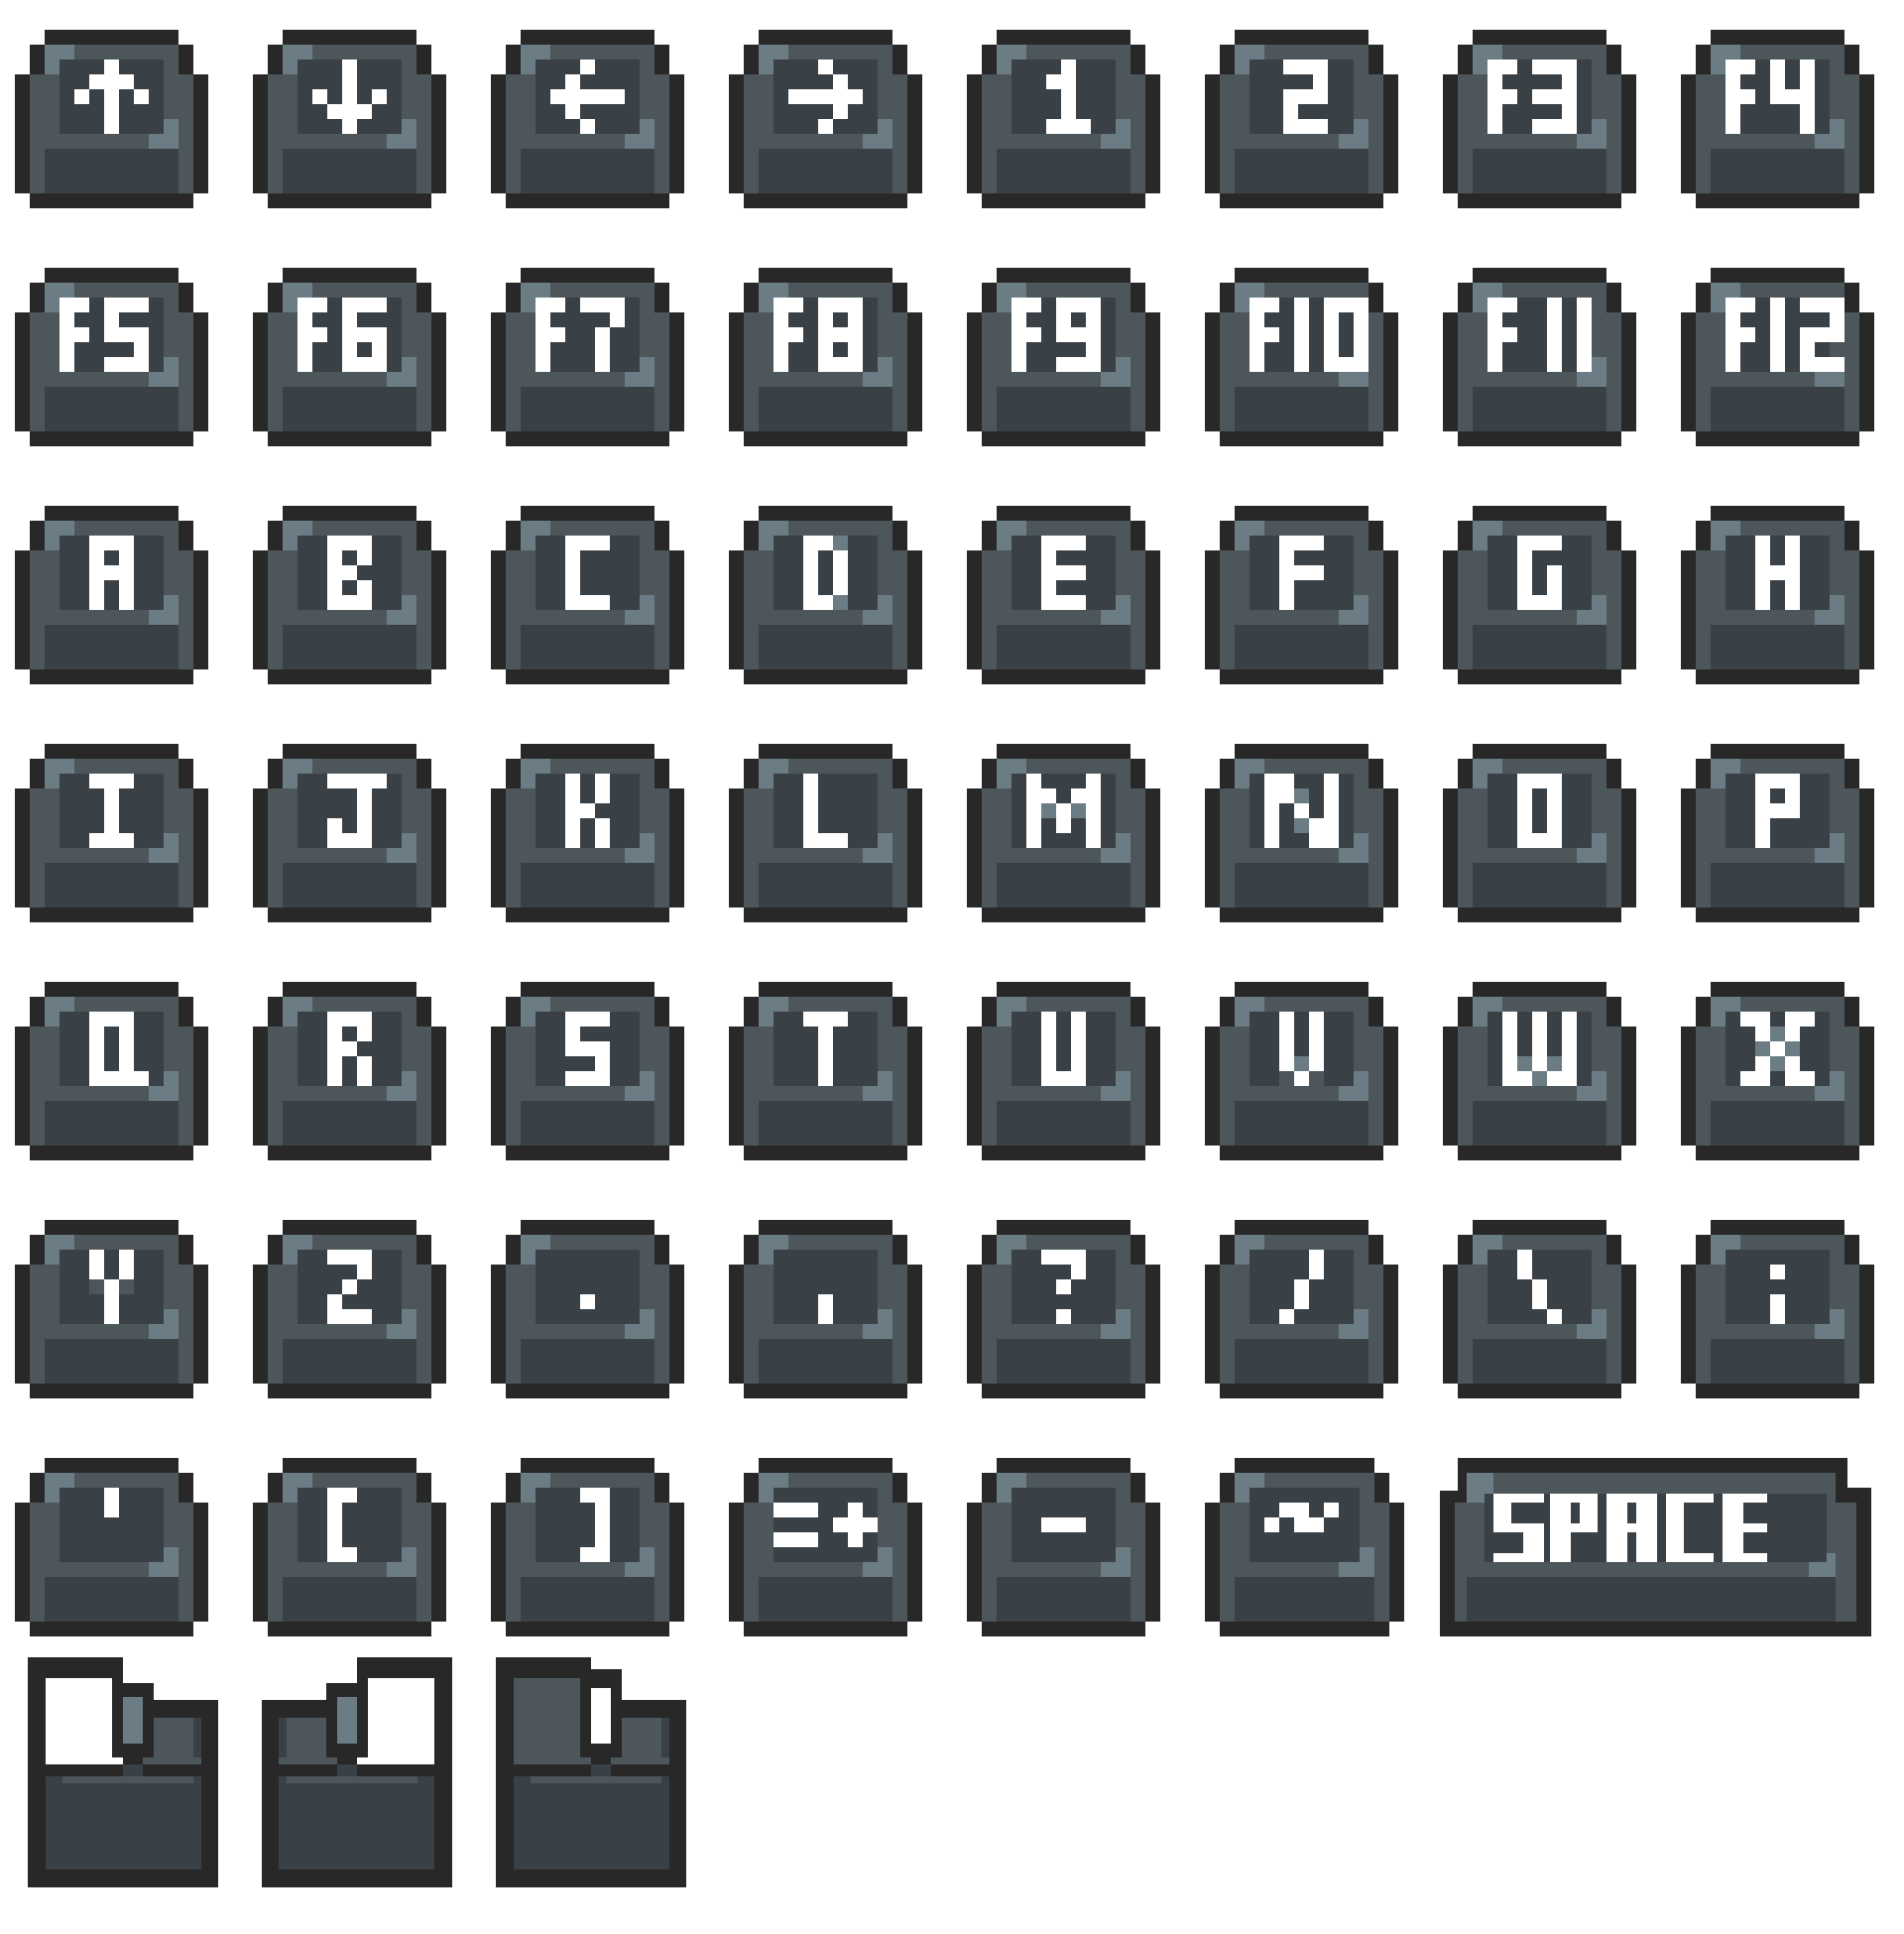 ↑ ↓ ← → 1 2 F3 F4
F5 F6 F7 F8 F9 F10 F11 F12
A B C D E F G H
I J K L M N O P
Q R S T U V W X
Y Z . , ? / \ ;
' [ ] =+ - ~ SPACE